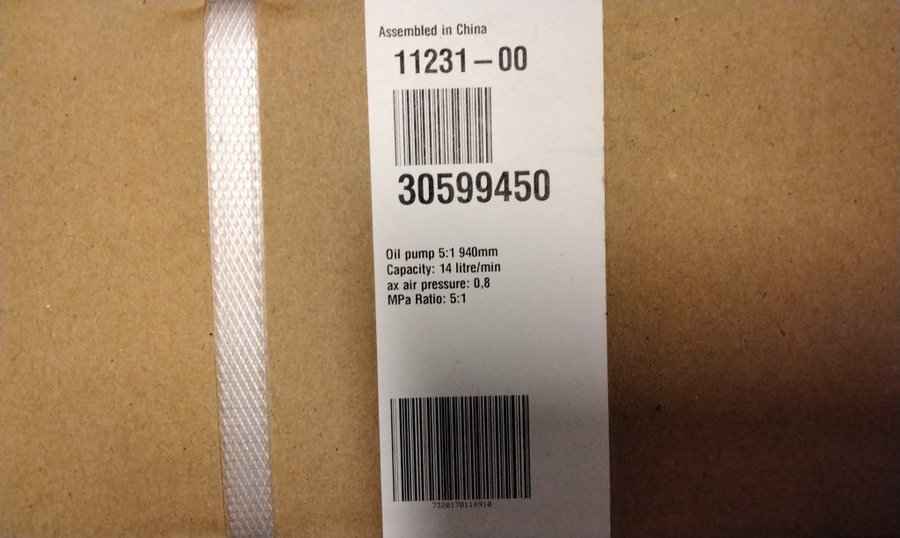 Assembled in China
11231-00
30599450
Oil pump 5:1 940mm
Capacity: 14 litre/min
ax air pressure: 0,8
MPa Ratio: 5:1
7320170110910